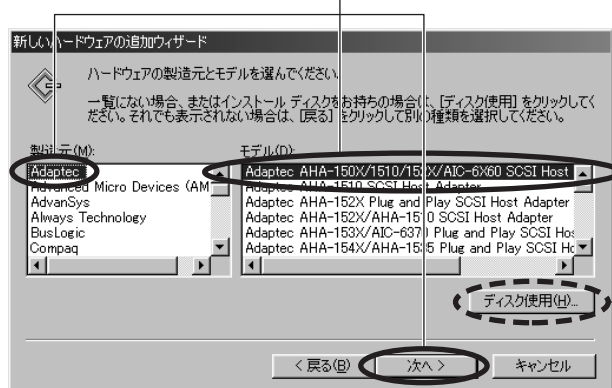 新しいハードウェアの追加ウィザード
ハードウェアの製造元とモデルを選んでください。
一覧にない場合、またはインストール ディスクをお持ちの場合は、[ディスク使用] をクリックしてく
ださい。それでも表示されない場合は、[戻る] をクリックして別の種類を選択してください。
製造元(M):
モデル(D):
Adaptec
Advanced Micro Devices (AM
AdvanSys
Always Technology
BusLogic
Compaq
Adaptec AHA-150X/1510/152X/AIC-6X60 SCSI Host
Adaptec AHA-1510 SCSI Host Adapter
Adaptec AHA-152X Plug and Play SCSI Host Adapter
Adaptec AHA-152X/AHA-1510 SCSI Host Adapter
Adaptec AHA-153X/AIC-6370 Plug and Play SCSI Hos
Adaptec AHA-154X/AHA-1535 Plug and Play SCSI Hc
ディスク使用(H)...
< 戻る(B)
次へ >
キャンセル